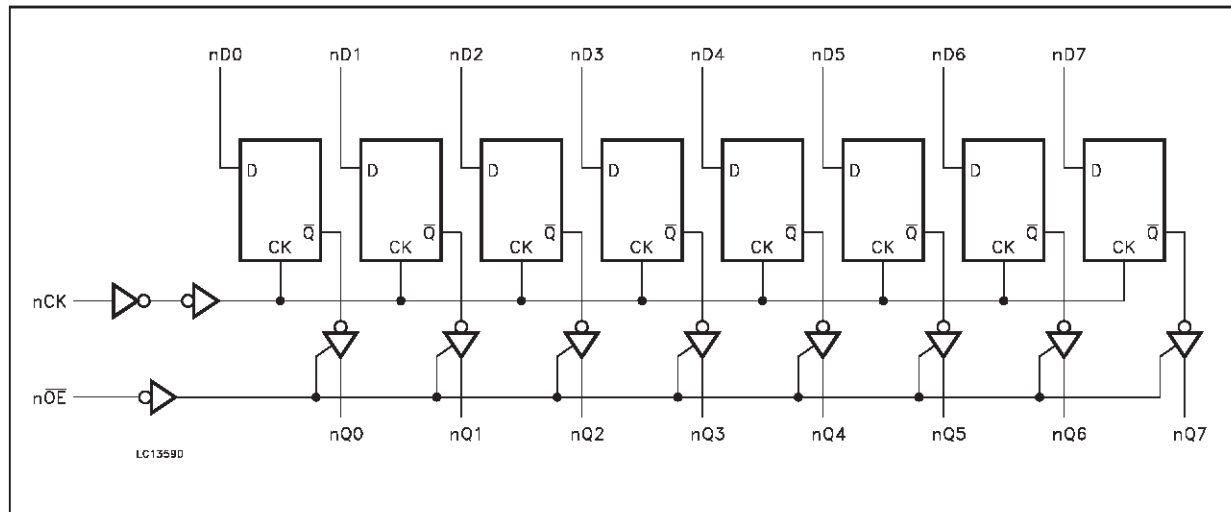 nD0 nD1 nD2 nD3 nD4 nD5 nD6 nD7
D D D D D D D D
Q̅ Q̅ Q̅ Q̅ Q̅ Q̅ Q̅ Q̅
CK CK CK CK CK CK CK CK
nCK
nO̅E̅
nQ0 nQ1 nQ2 nQ3 nQ4 nQ5 nQ6 nQ7
LC13590